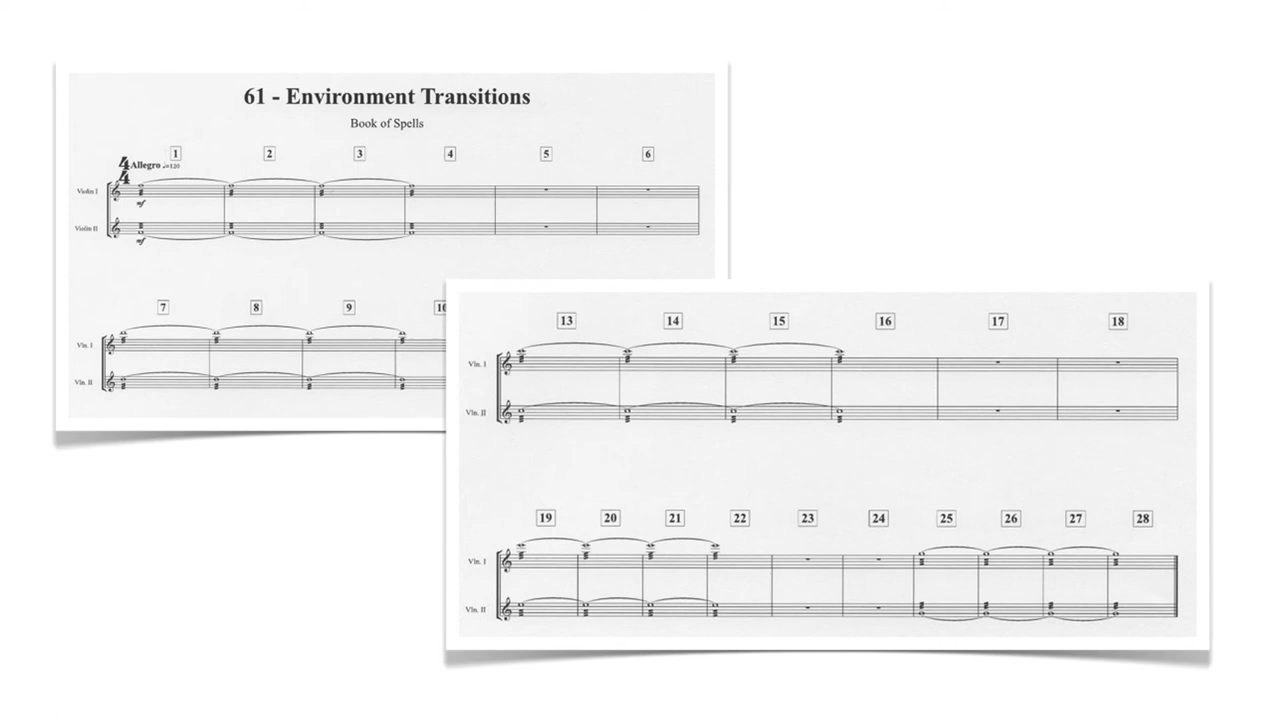 61 - Environment Transitions
Book of Spells
1 2 3 4 5 6
4
4
Allegro ♩=120
Violin I
mf
Violin II
mf
7 8 9 10
Vln. I
Vln. II
13 14 15 16 17 18
Vln. I
Vln. II
19 20 21 22 23 24 25 26 27 28
Vln. I
Vln. II